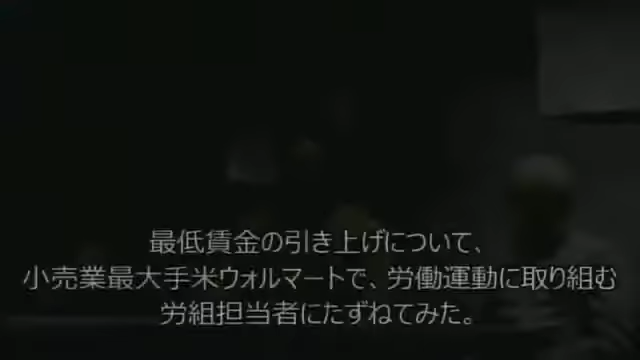 最低賃金の引き上げについて、
小売業最大手米ウォルマートで、労働運動に取り組む
労組担当者にたずねてみた。